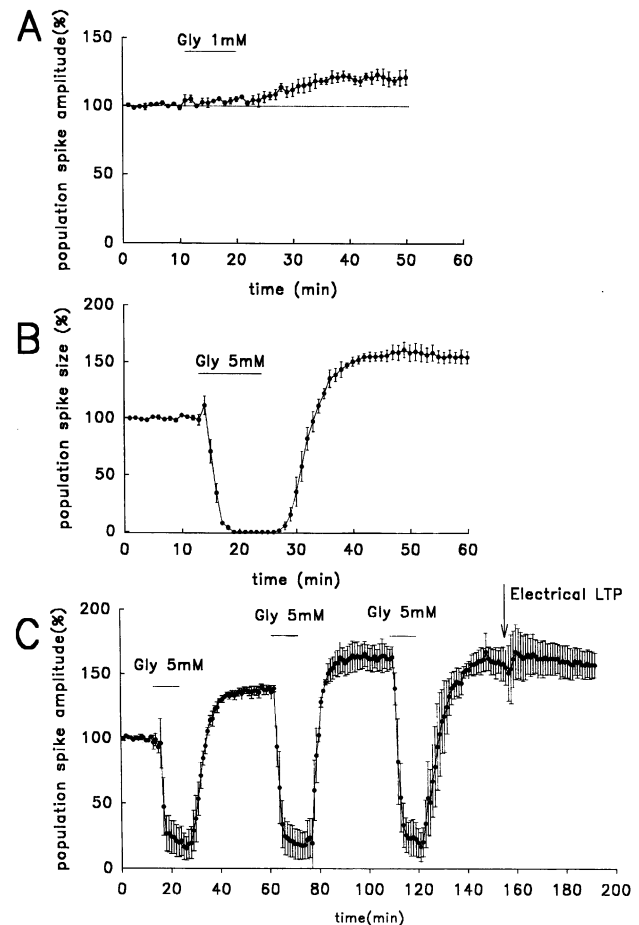 A
population spike amplitude(%)
150
100
50
0
Gly 1mM
0 10 20 30 40 50 60
time (min)
B
population spike size (%)
200
150
100
50
0
Gly 5mM
0 10 20 30 40 50 60
time (min)
C
population spike amplitude(%)
200
150
100
50
0
Gly 5mM
Gly 5mM
Gly 5mM
Electrical LTP
0 20 40 60 80 100 120 140 160 180 200
time(min)